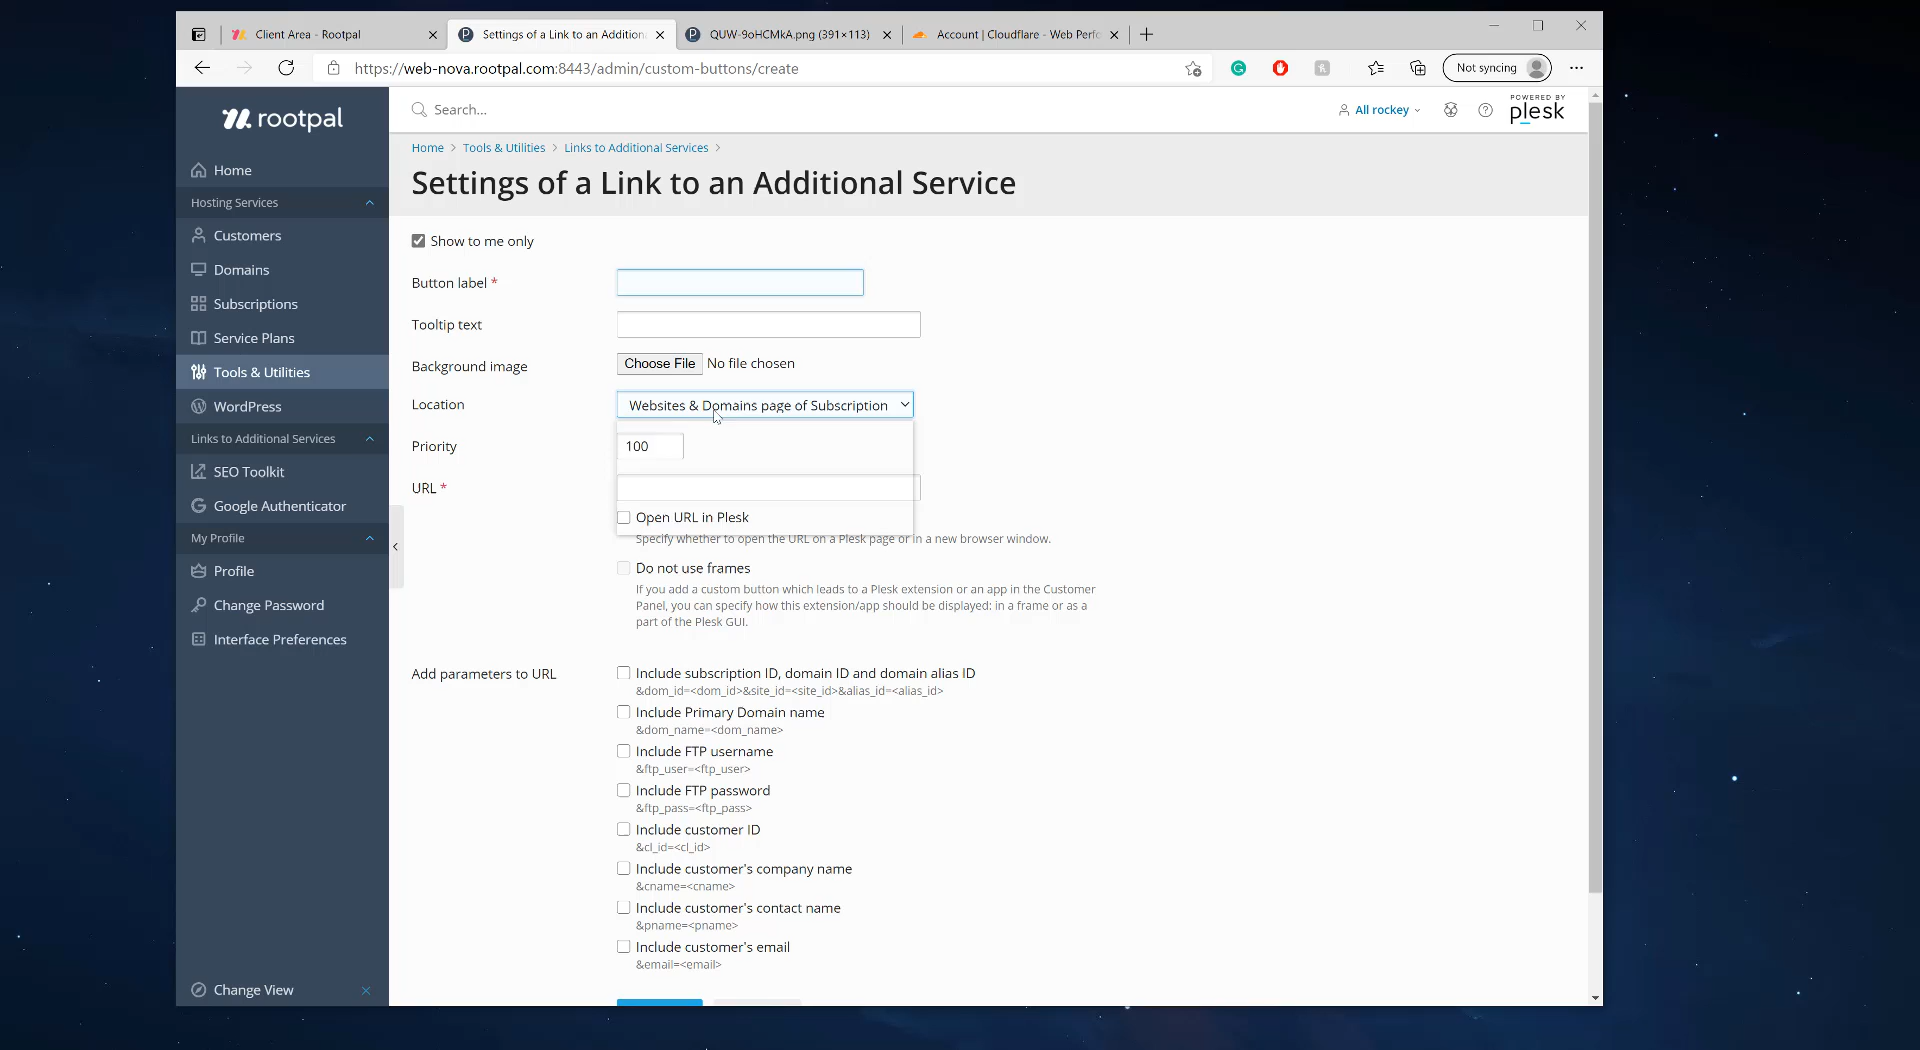 Client Area - Rootpal
Settings of a Link to an Addition
QUW-9oHCMkA.png (391×113)
Account | Cloudflare - Web Perfo
https://web-nova.rootpal.com:8443/admin/custom-buttons/create
Not syncing
rootpal
Search...
All rockey
POWERED BY
plesk
Home > Tools & Utilities > Links to Additional Services >
Settings of a Link to an Additional Service
Home
Hosting Services
Customers
Domains
Subscriptions
Service Plans
Tools & Utilities
WordPress
Links to Additional Services
SEO Toolkit
Google Authenticator
My Profile
Profile
Change Password
Interface Preferences
Change View
Show to me only
Button label *
Tooltip text
Background image
Choose File No file chosen
Location
Websites & Domains page of Subscription
Priority
100
URL *
Open URL in Plesk
Specify whether to open the URL on a Plesk page or in a new browser window.
Do not use frames
If you add a custom button which leads to a Plesk extension or an app in the Customer
Panel, you can specify how this extension/app should be displayed: in a frame or as a
part of the Plesk GUI.
Add parameters to URL
Include subscription ID, domain ID and domain alias ID
&dom_id=<dom_id>&site_id=<site_id>&alias_id=<alias_id>
Include Primary Domain name
&dom_name=<dom_name>
Include FTP username
&ftp_user=<ftp_user>
Include FTP password
&ftp_pass=<ftp_pass>
Include customer ID
&cl_id=<cl_id>
Include customer's company name
&cname=<cname>
Include customer's contact name
&pname=<pname>
Include customer's email
&email=<email>